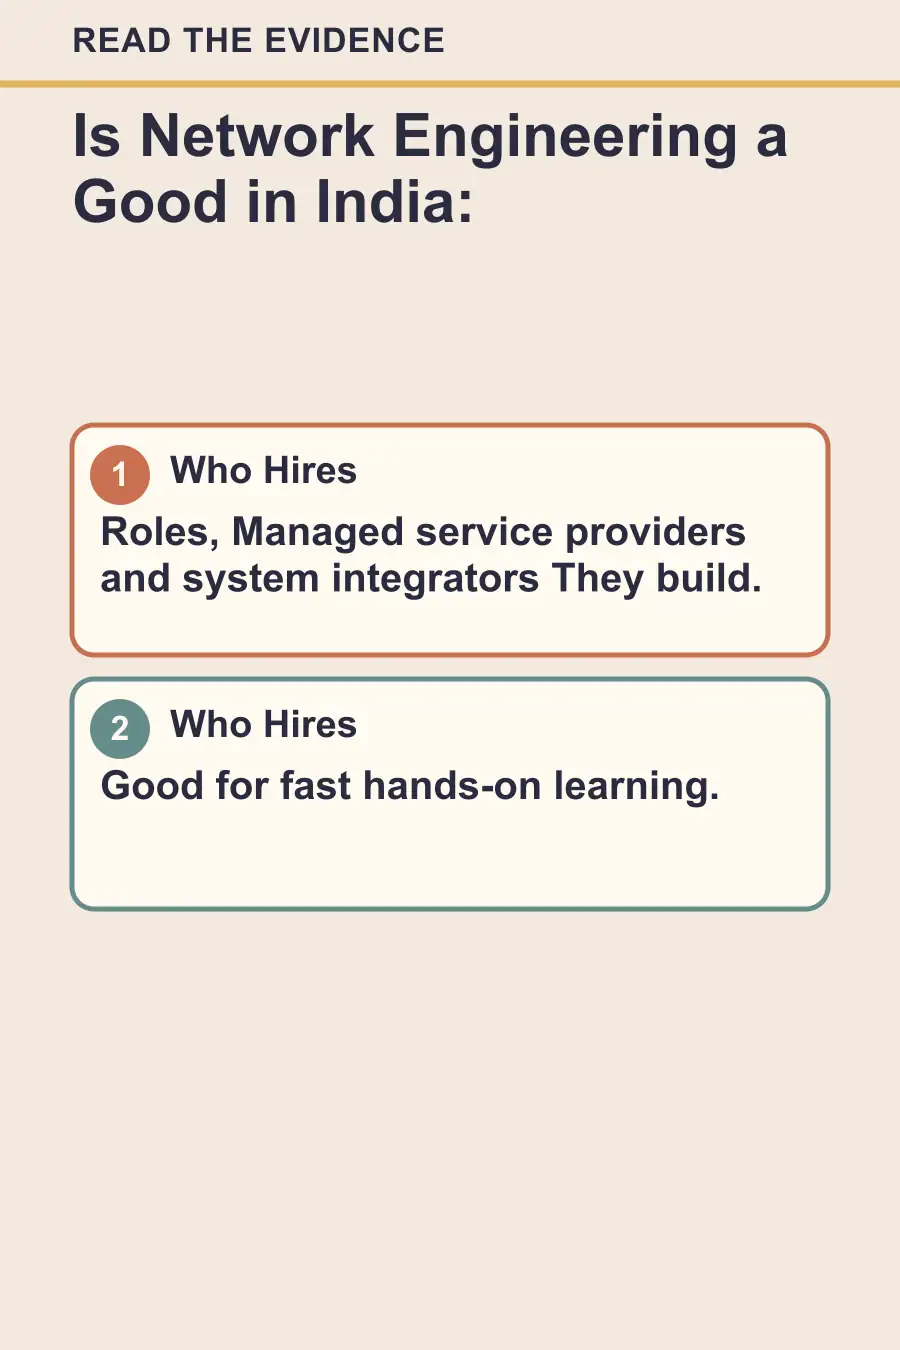 READ THE EVIDENCE
Is Network Engineering a
Good in India:
1
Who Hires
Roles, Managed service providers
and system integrators They build.
2
Who Hires
Good for fast hands-on learning.